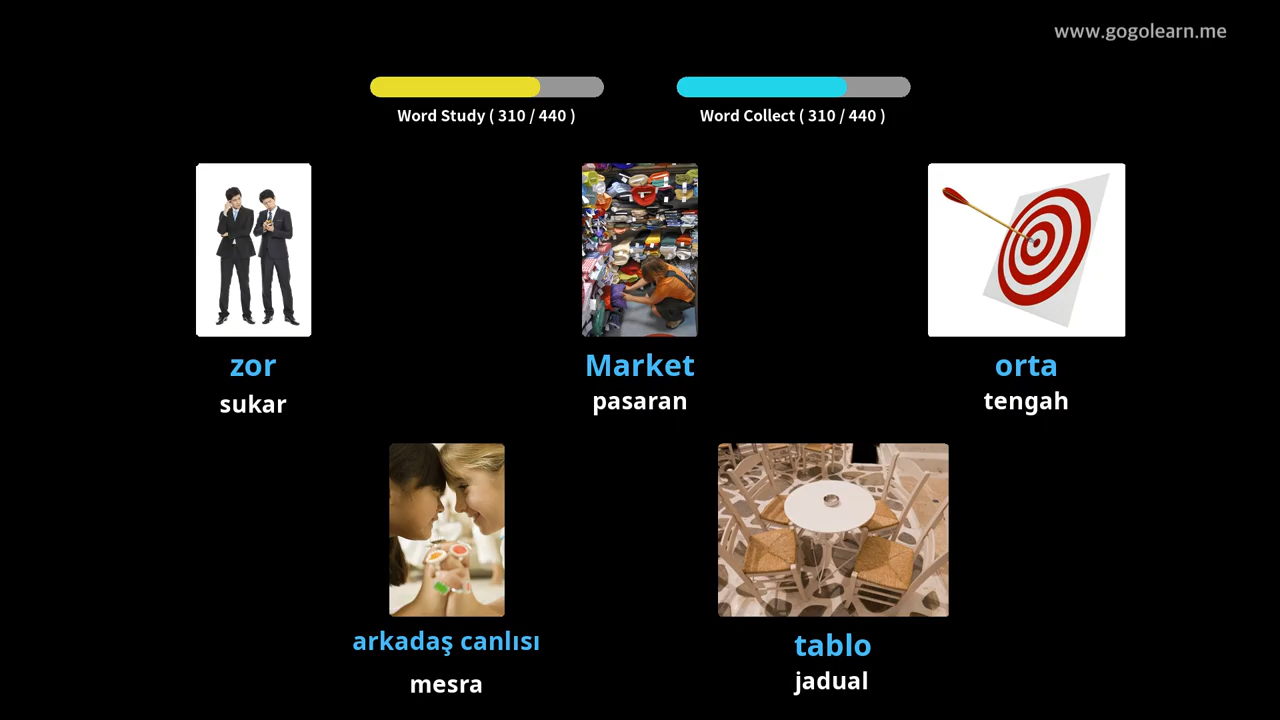 www.gogolearn.me
Word Study ( 310 / 440 )
Word Collect ( 310 / 440 )
zor
sukar
Market
pasaran
orta
tengah
arkadaş canlısı
mesra
tablo
jadual